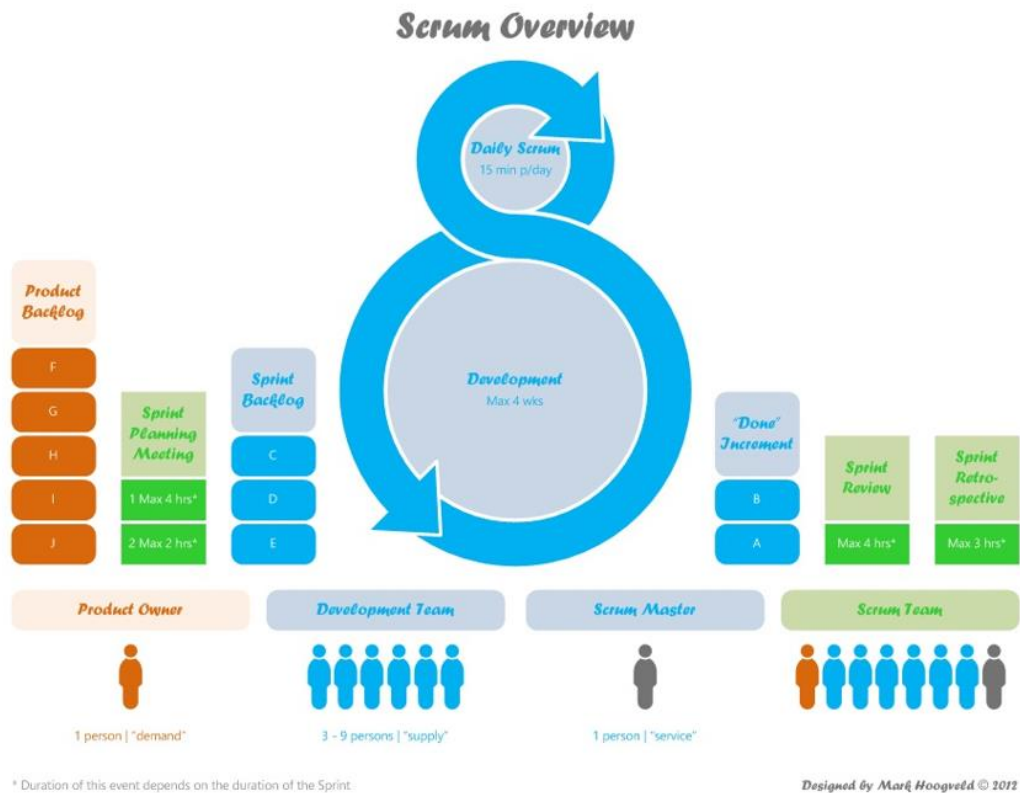 Scrum Overview
Daily Scrum
15 min p/day
Product
Backlog
F
G
H
I
J
Sprint
Planning
Meeting
1 Max 4 hrs*
2 Max 2 hrs*
Sprint
Backlog
C
D
E
Development
Max 4 wks
"Done"
Increment
B
A
Sprint
Review
Max 4 hrs*
Sprint
Retro-
spective
Max 3 hrs*
Product Owner
Development Team
Scrum Master
Scrum Team
1 person | "demand"
3 - 9 persons | "supply"
1 person | "service"
* Duration of this event depends on the duration of the Sprint
Designed by Mark Hoogveld © 2012